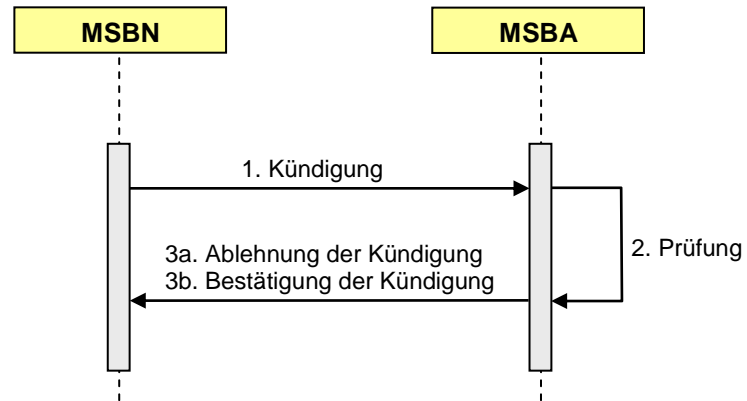 MSBN
MSBA
1. Kündigung
2. Prüfung
3a. Ablehnung der Kündigung
3b. Bestätigung der Kündigung